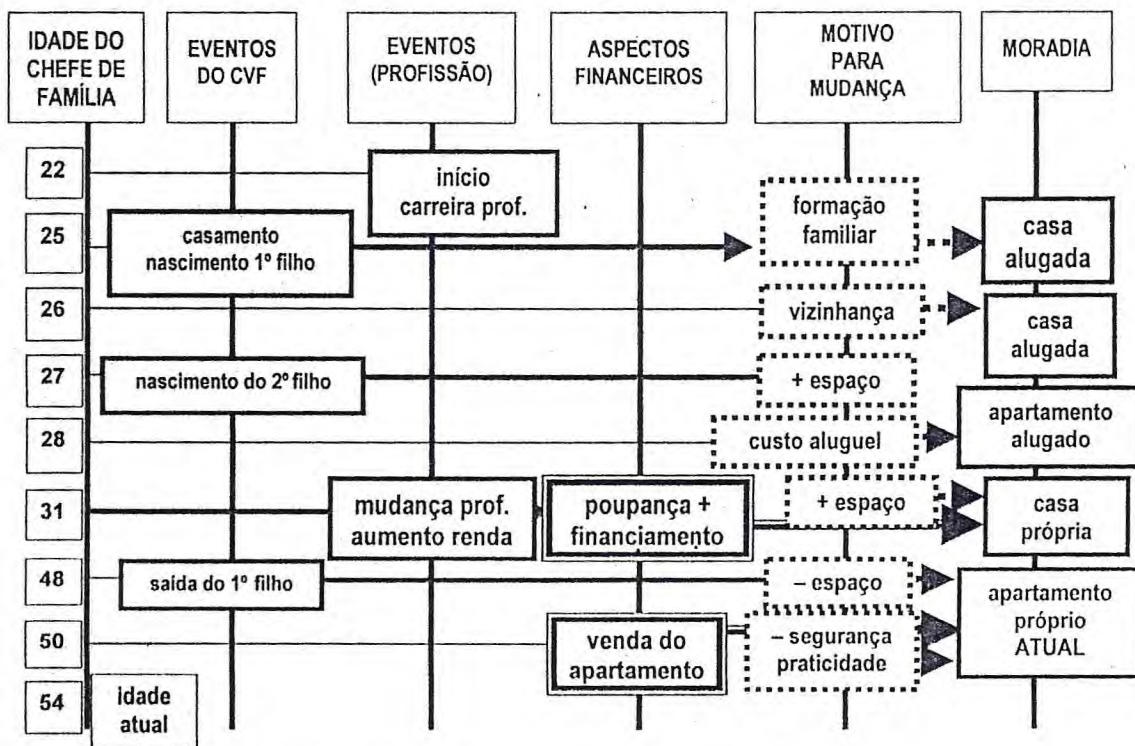 IDADE DO
CHEFE DE
FAMÍLIA
EVENTOS
DO CVF
EVENTOS
(PROFISSÃO)
ASPECTOS
FINANCEIROS
MOTIVO
PARA
MUDANÇA
MORADIA
22
início
carreira prof.
25
casamento
nascimento 1º filho
formação
familiar
casa
alugada
26
vizinhança
casa
alugada
27
nascimento do 2º filho
+ espaço
28
custo aluguel
apartamento
alugado
31
mudança prof.
aumento renda
poupança +
financiamento
+ espaço
casa
própria
48
saída do 1º filho
– espaço
apartamento
próprio
ATUAL
50
venda do
apartamento
– segurança
praticidade
54
idade
atual